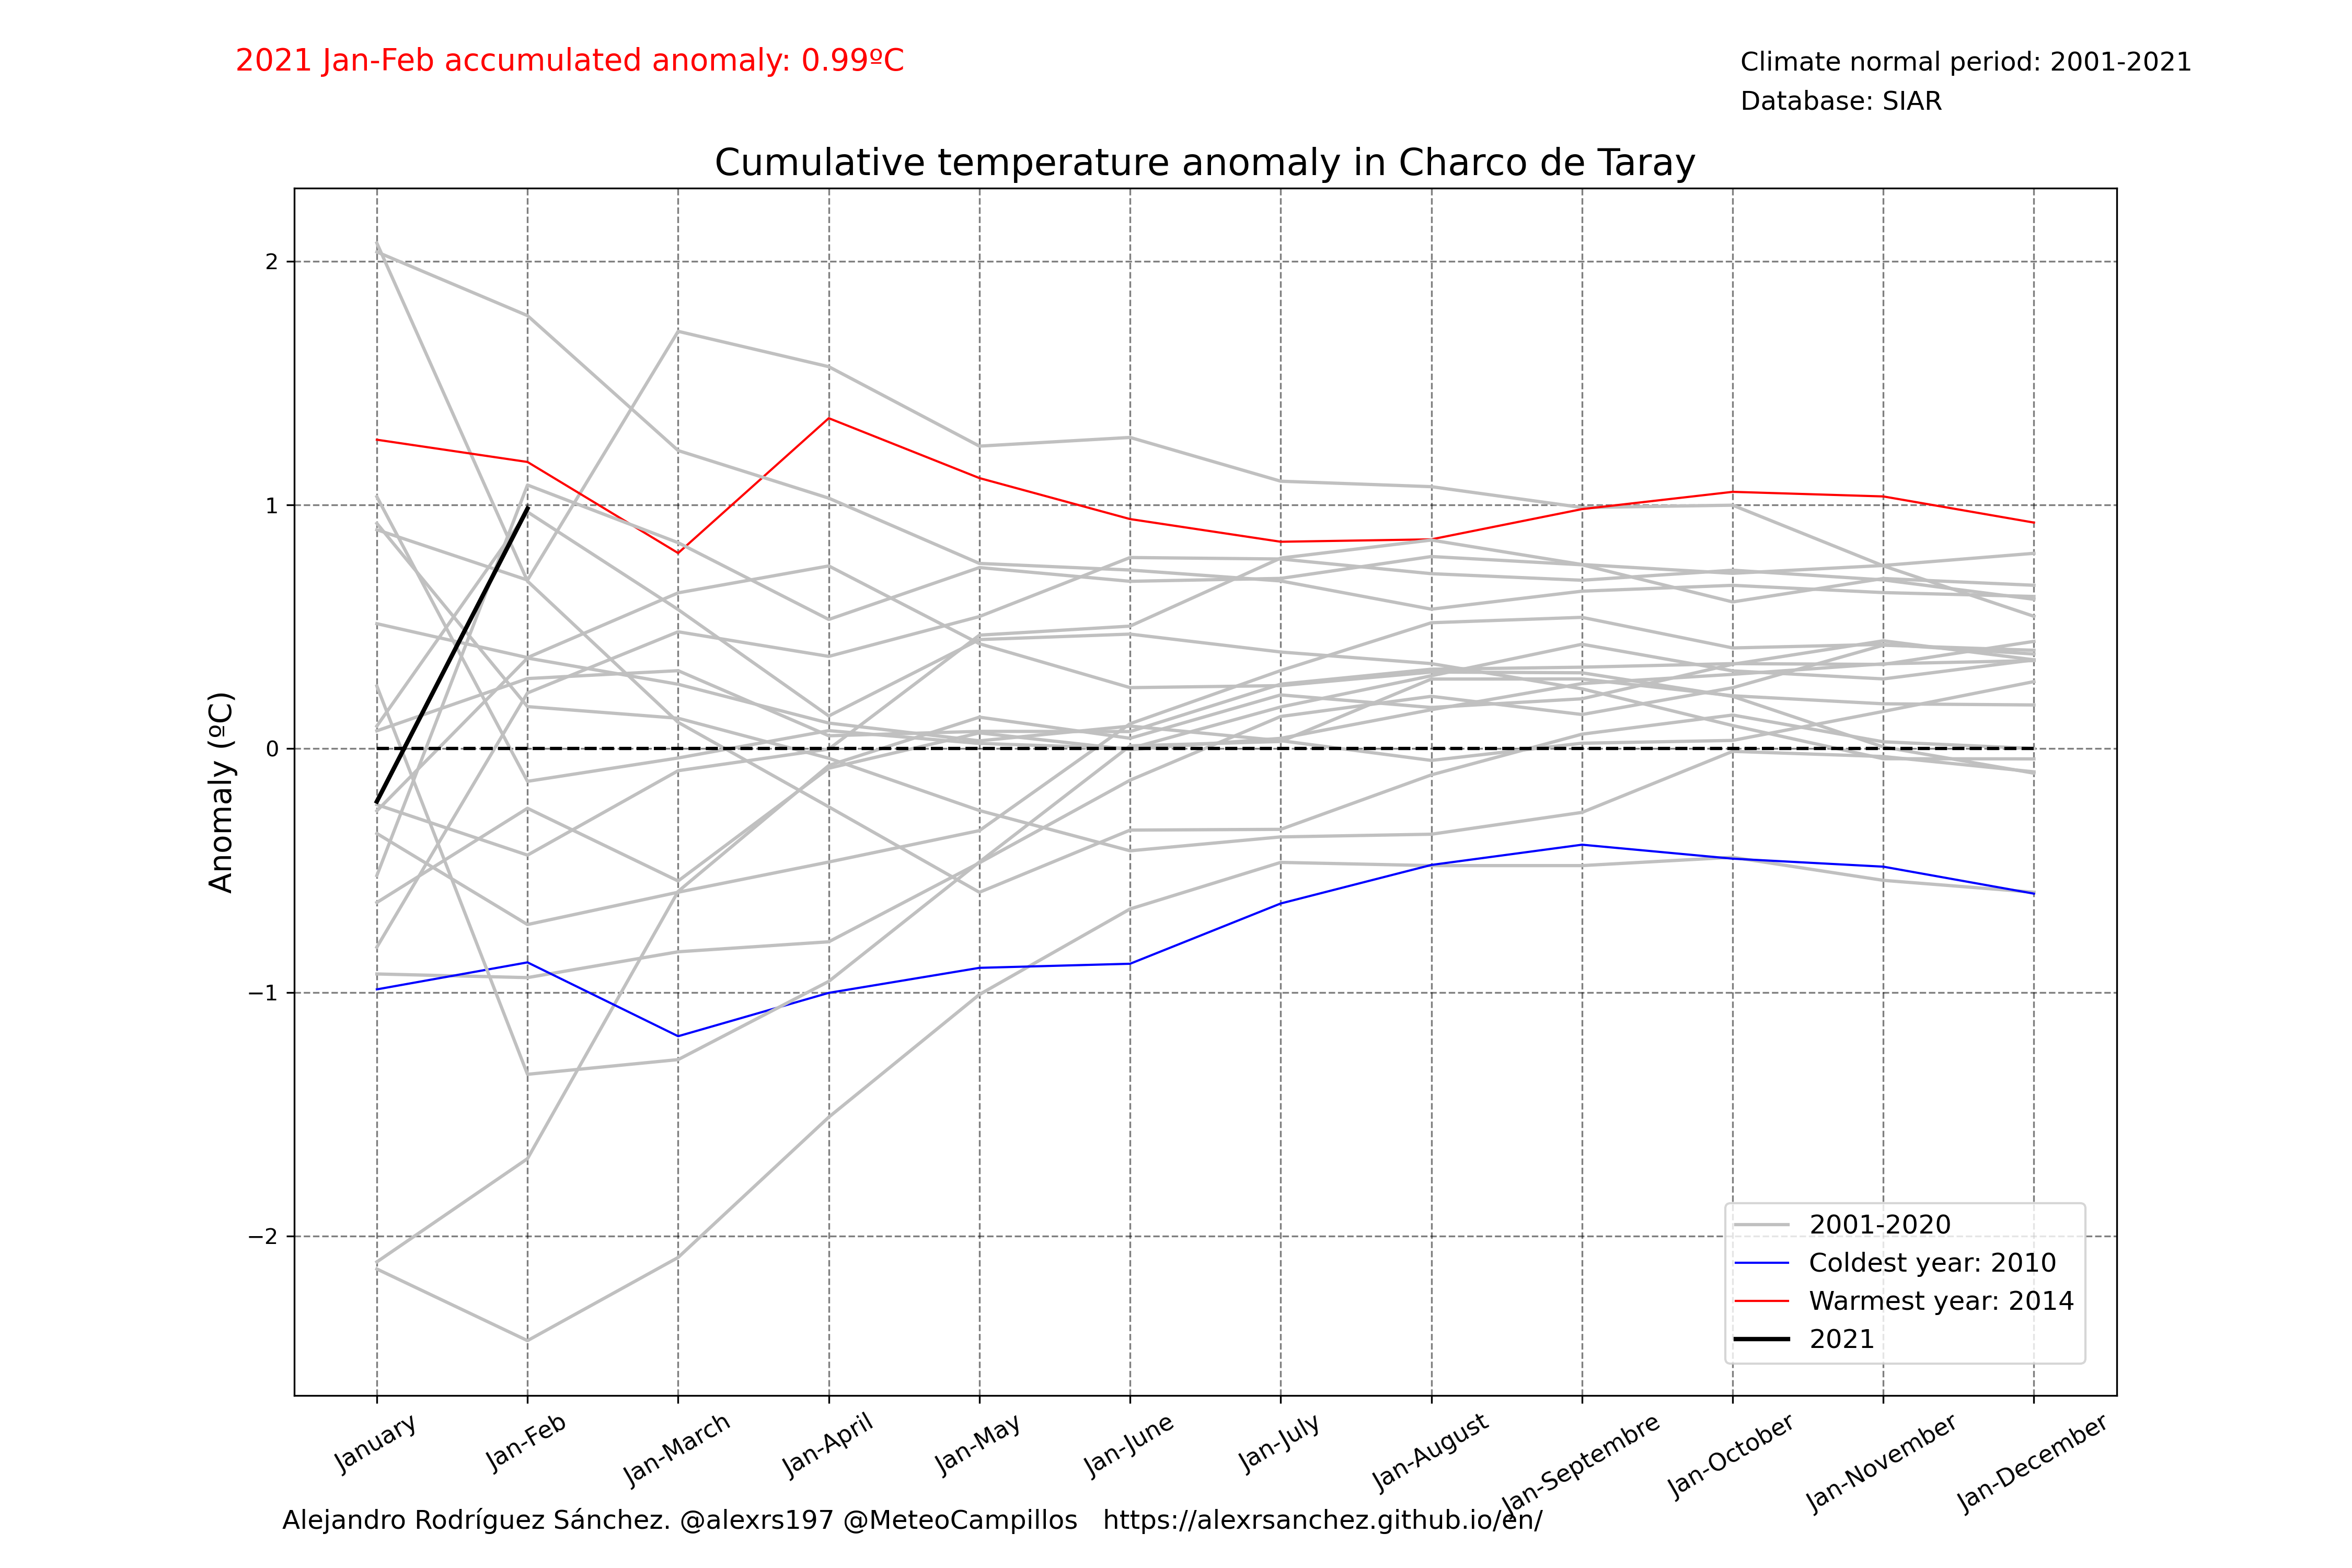 2021 Jan-Feb accumulated anomaly: 0.99ºC
Climate normal period: 2001-2021
Database: SIAR
Cumulative temperature anomaly in Charco de Taray
Anomaly (ºC)
2
1
0
−1
−2
2001-2020
Coldest year: 2010
Warmest year: 2014
2021
January
Jan-Feb
Jan-March
Jan-April
Jan-May
Jan-June
Jan-July
Jan-August
Jan-Septembre
Jan-October
Jan-November
Jan-December
Alejandro Rodríguez Sánchez. @alexrs197 @MeteoCampillos   https://alexrsanchez.github.io/en/